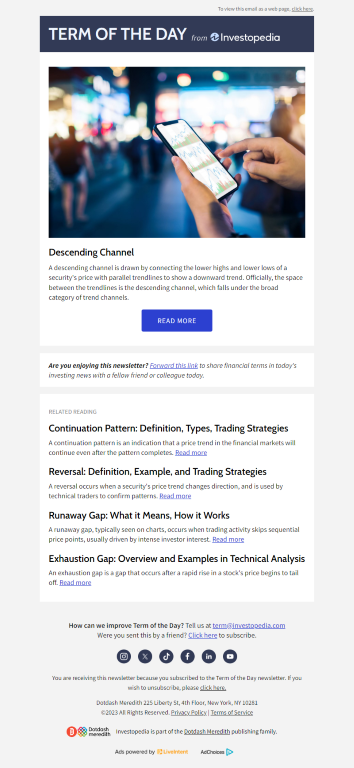 To view this email as a web page, click here.
TERM OF THE DAY from Investopedia
Descending Channel
A descending channel is drawn by connecting the lower highs and lower lows of a
security's price with parallel trendlines to show a downward trend. Officially, the space
between the trendlines is the descending channel, which falls under the broad
category of trend channels.
READ MORE
Are you enjoying this newsletter? Forward this link to share financial terms in today's
investing news with a fellow friend or colleague today.
RELATED READING
Continuation Pattern: Definition, Types, Trading Strategies
A continuation pattern is an indication that a price trend in the financial markets will
continue even after the pattern completes. Read more
Reversal: Definition, Example, and Trading Strategies
A reversal occurs when a security's price trend changes direction, and is used by
technical traders to confirm patterns. Read more
Runaway Gap: What it Means, How it Works
A runaway gap, typically seen on charts, occurs when trading activity skips sequential
price points, usually driven by intense investor interest. Read more
Exhaustion Gap: Overview and Examples in Technical Analysis
An exhaustion gap is a gap that occurs after a rapid rise in a stock's price begins to tail
off. Read more
How can we improve Term of the Day? Tell us at term@investopedia.com
Were you sent this by a friend? Click here to subscribe.
You are receiving this newsletter because you subscribed to the Term of the Day newsletter. If you
wish to unsubscribe, please click here.
Dotdash Meredith 225 Liberty St, 4th Floor, New York, NY 10281
©2023 All Rights Reserved. Privacy Policy | Terms of Service
Dotdash
meredith
Investopedia is part of the Dotdash Meredith publishing family.
Ads powered by LiveIntent AdChoices